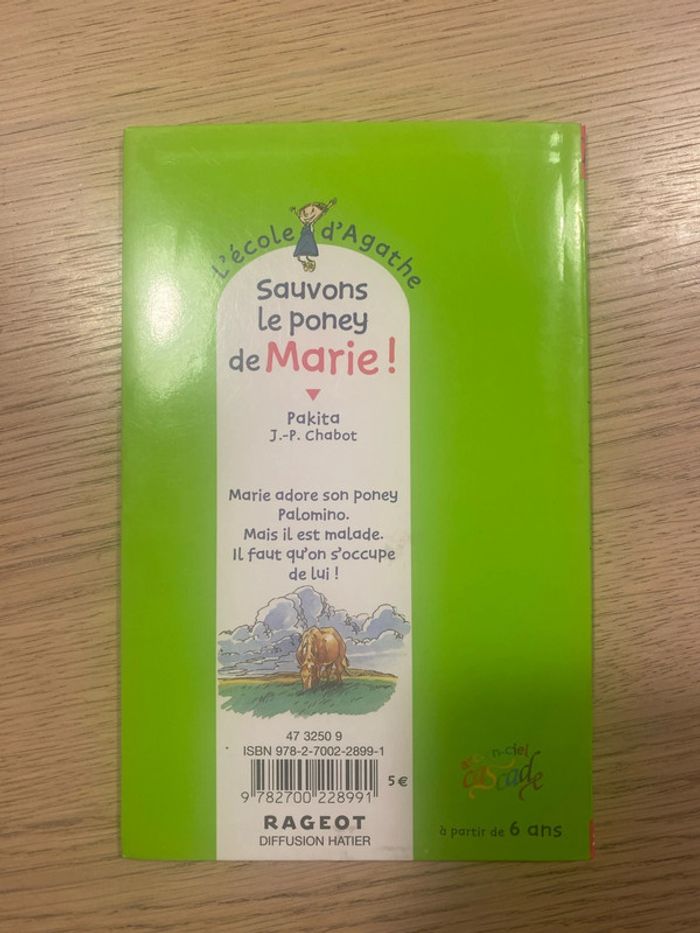 L'école d'Agathe
Sauvons
le poney
de Marie !
Pakita
J.-P. Chabot
Marie adore son poney
Palomino.
Mais il est malade.
Il faut qu'on s'occupe
de lui !
47 3250 9
ISBN 978-2-7002-2899-1
5 €
9 782700 228991
RAGEOT
DIFFUSION HATIER
n-ciel
cascade
à partir de 6 ans